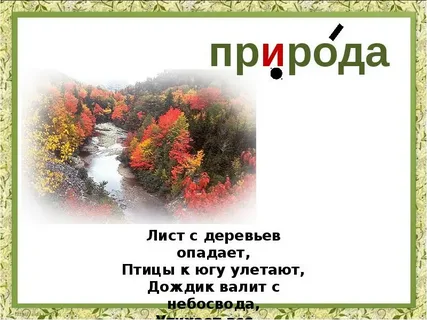 природа
Лист с деревьев
опадает,
Птицы к югу улетают,
Дождик валит с
небосвода,